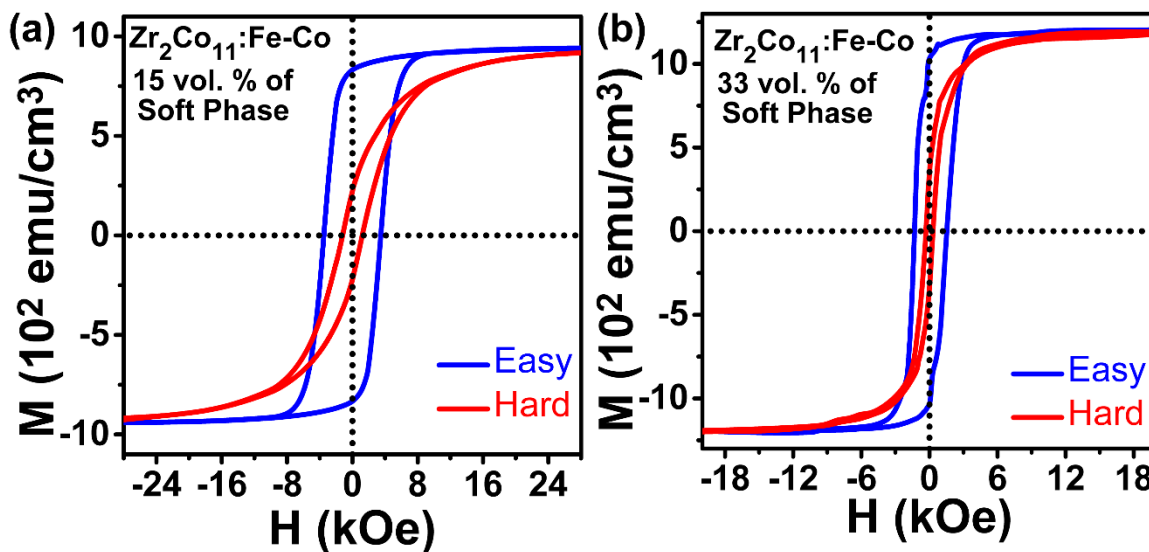 (a)
Zr₂Co₁₁:Fe-Co
15 vol. % of
Soft Phase
10
5
0
-5
-10
M (10² emu/cm³)
Easy
Hard
-24 -16 -8 0 8 16 24
H (kOe)
(b)
Zr₂Co₁₁:Fe-Co
33 vol. % of
Soft Phase
10
5
0
-5
-10
M (10² emu/cm³)
Easy
Hard
-18 -12 -6 0 6 12 18
H (kOe)